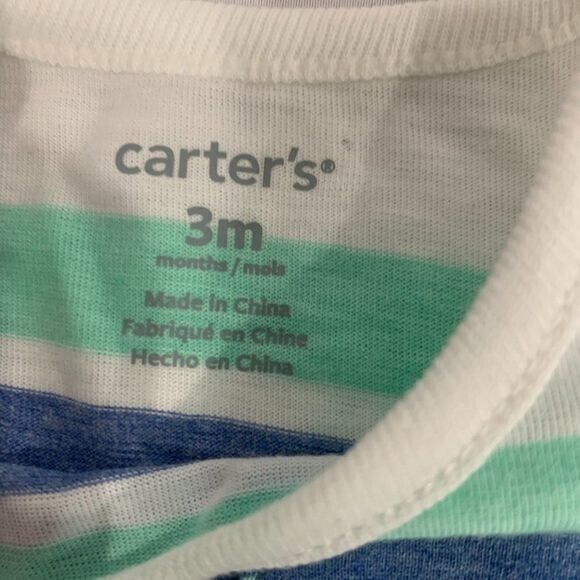 carter's®
3m
months/mois
Made in China
Fabriqué en Chine
Hecho en China